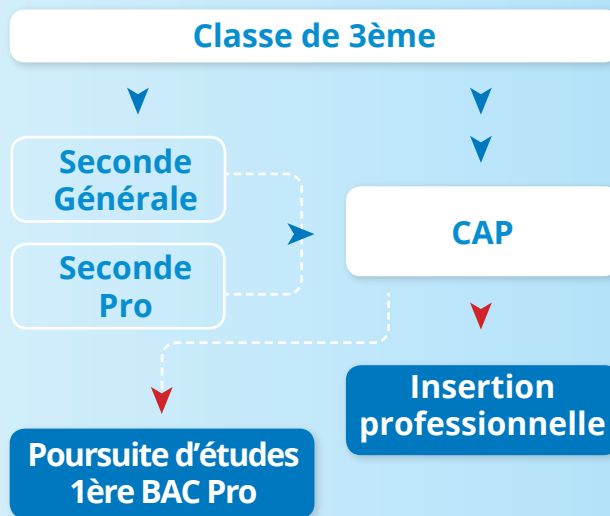 Classe de 3ème
Seconde
Générale
CAP
Seconde
Pro
Insertion
professionnelle
Poursuite d’études
1ère BAC Pro